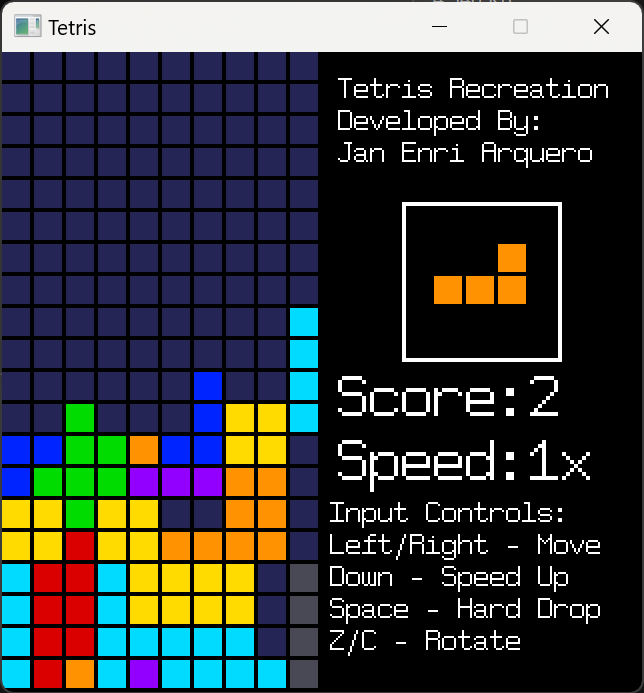 Tetris
Tetris Recreation
Developed By:
Jan Enri Arquero
Score:2
Speed:1x
Input Controls:
Left/Right - Move
Down - Speed Up
Space - Hard Drop
Z/C - Rotate